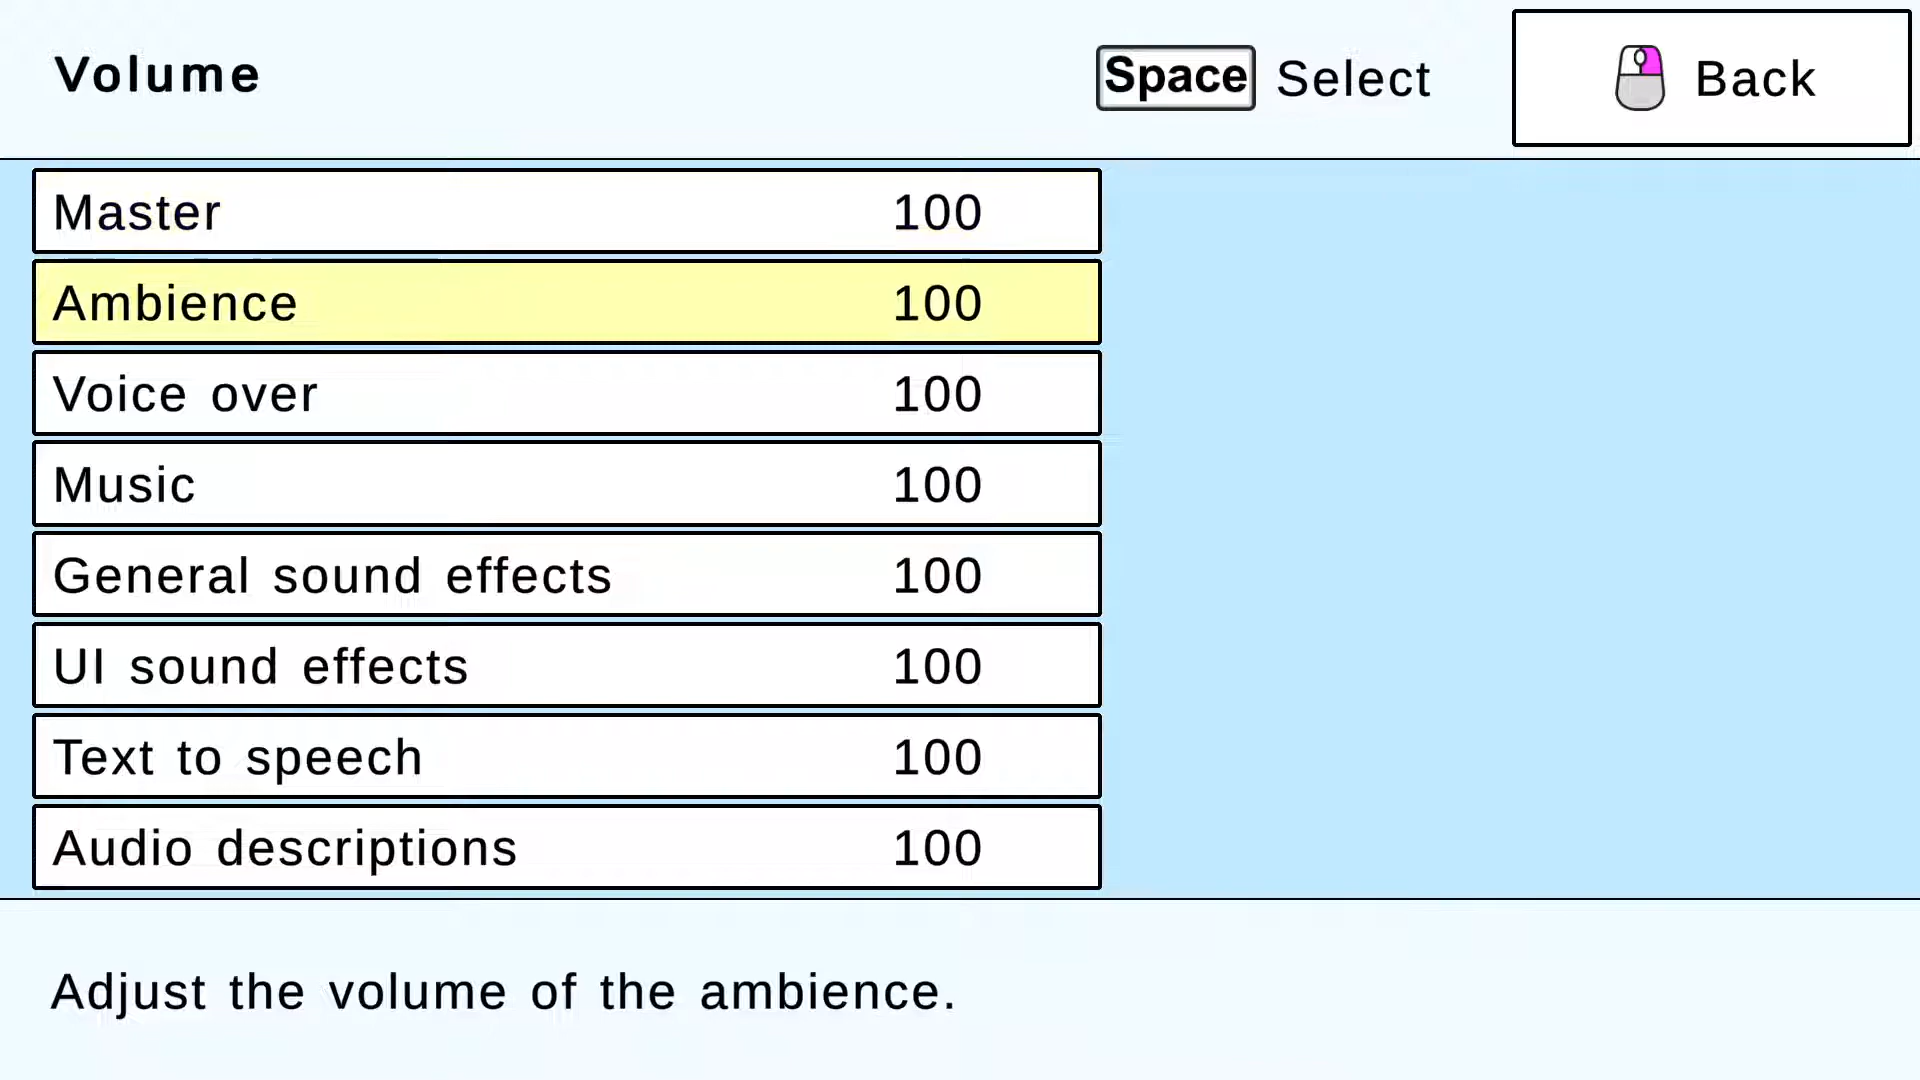 Volume
Space Select
Back
Master 100
Ambience 100
Voice over 100
Music 100
General sound effects 100
UI sound effects 100
Text to speech 100
Audio descriptions 100
Adjust the volume of the ambience.